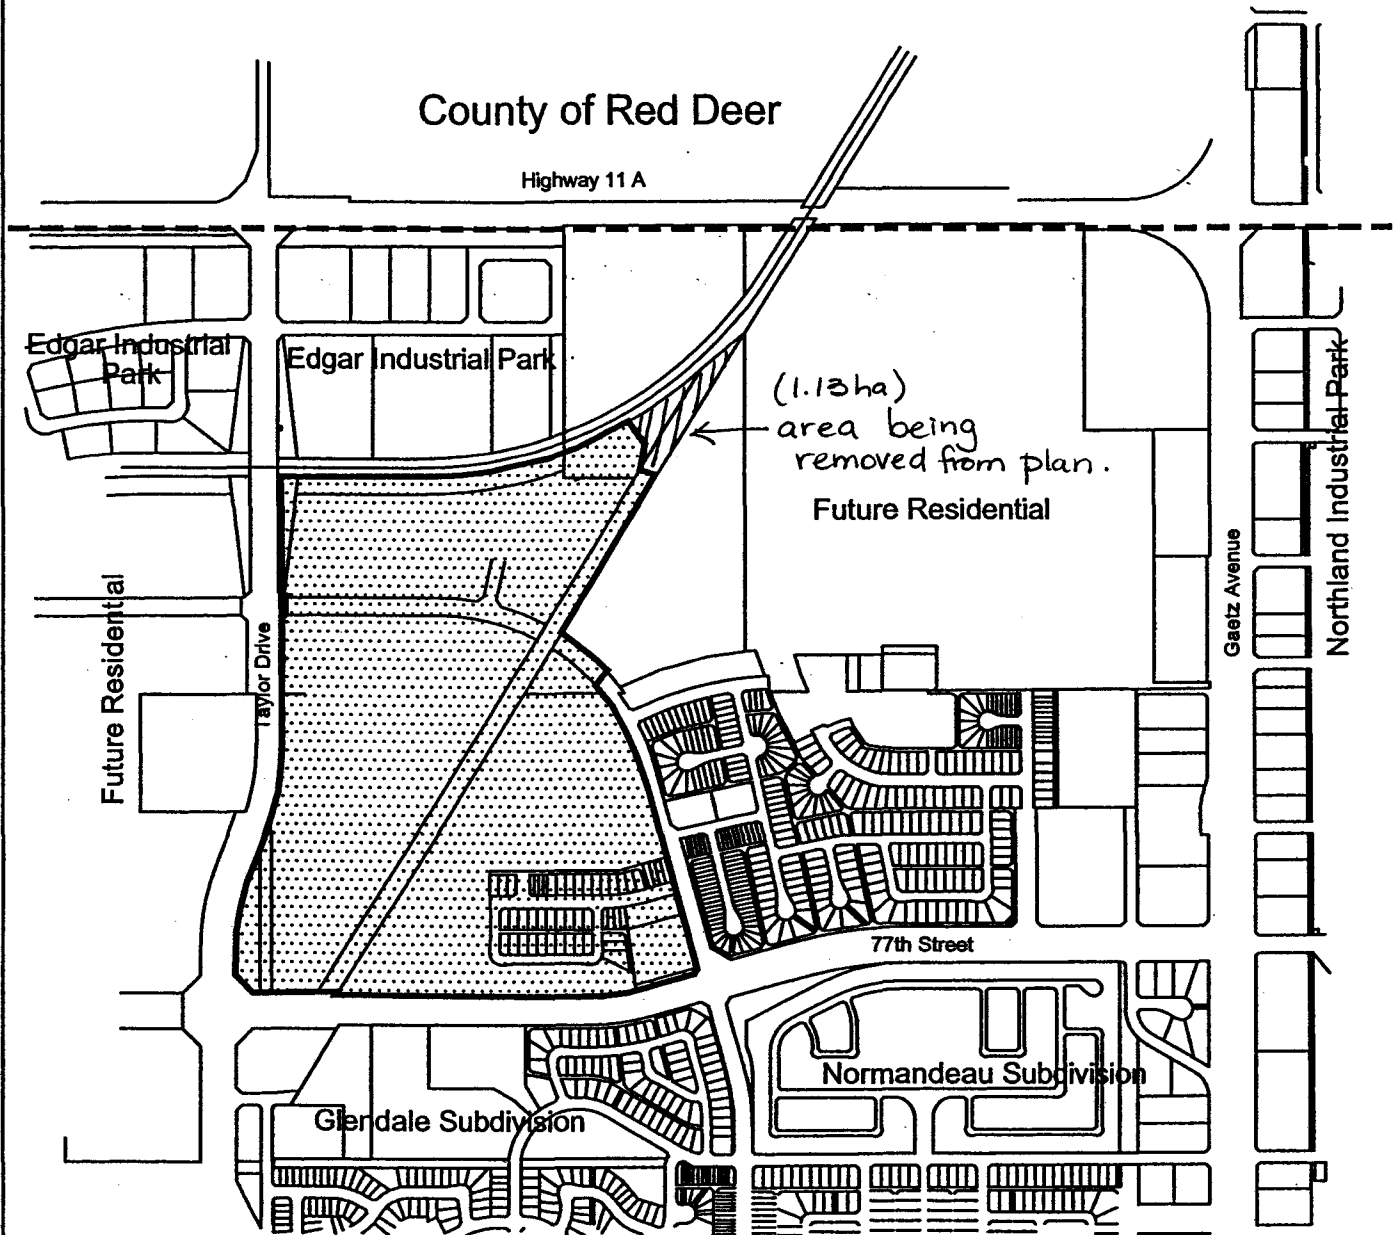 County of Red Deer
Highway 11 A
Edgar Industrial
Park
Edgar Industrial Park
(1.13ha)
area being
removed from plan.
Future Residential
Gaetz Avenue
Northland Industrial Park
Future Residential
Taylor Drive
77th Street
Normandeau Subdivision
Glendale Subdivision